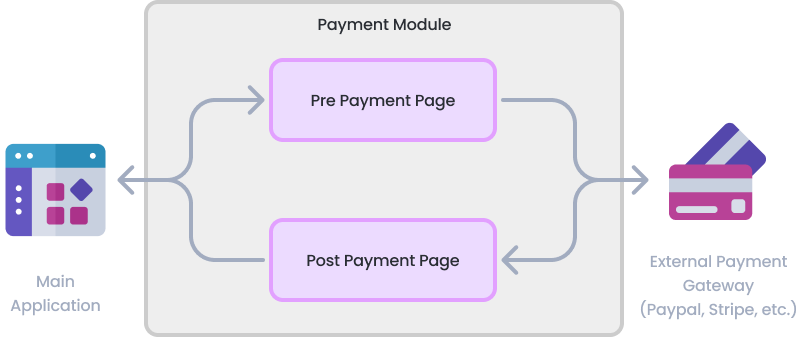 Payment Module
Pre Payment Page
Post Payment Page
Main
Application
External Payment
Gateway
(Paypal, Stripe, etc.)